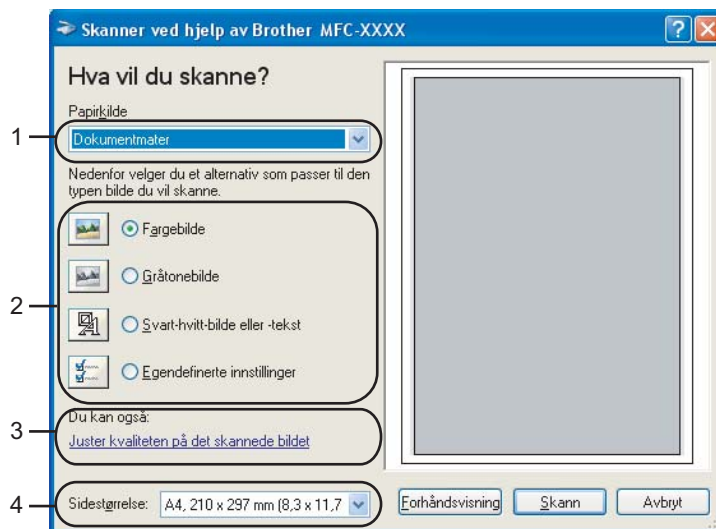 Skanner ved hjelp av Brother MFC-XXXX
Hva vil du skanne?
Papirkilde
1
Dokumentmater
Nedenfor velger du et alternativ som passer til den
typen bilde du vil skanne.
2
Fargebilde
Gråtonebilde
Svart-hvitt-bilde eller -tekst
Egendefinerte innstillinger
3
Du kan også:
Juster kvaliteten på det skannede bildet
4
Sidestørrelse:
A4, 210 x 297 mm (8,3 x 11,7
Forhåndsvisning
Skann
Avbryt